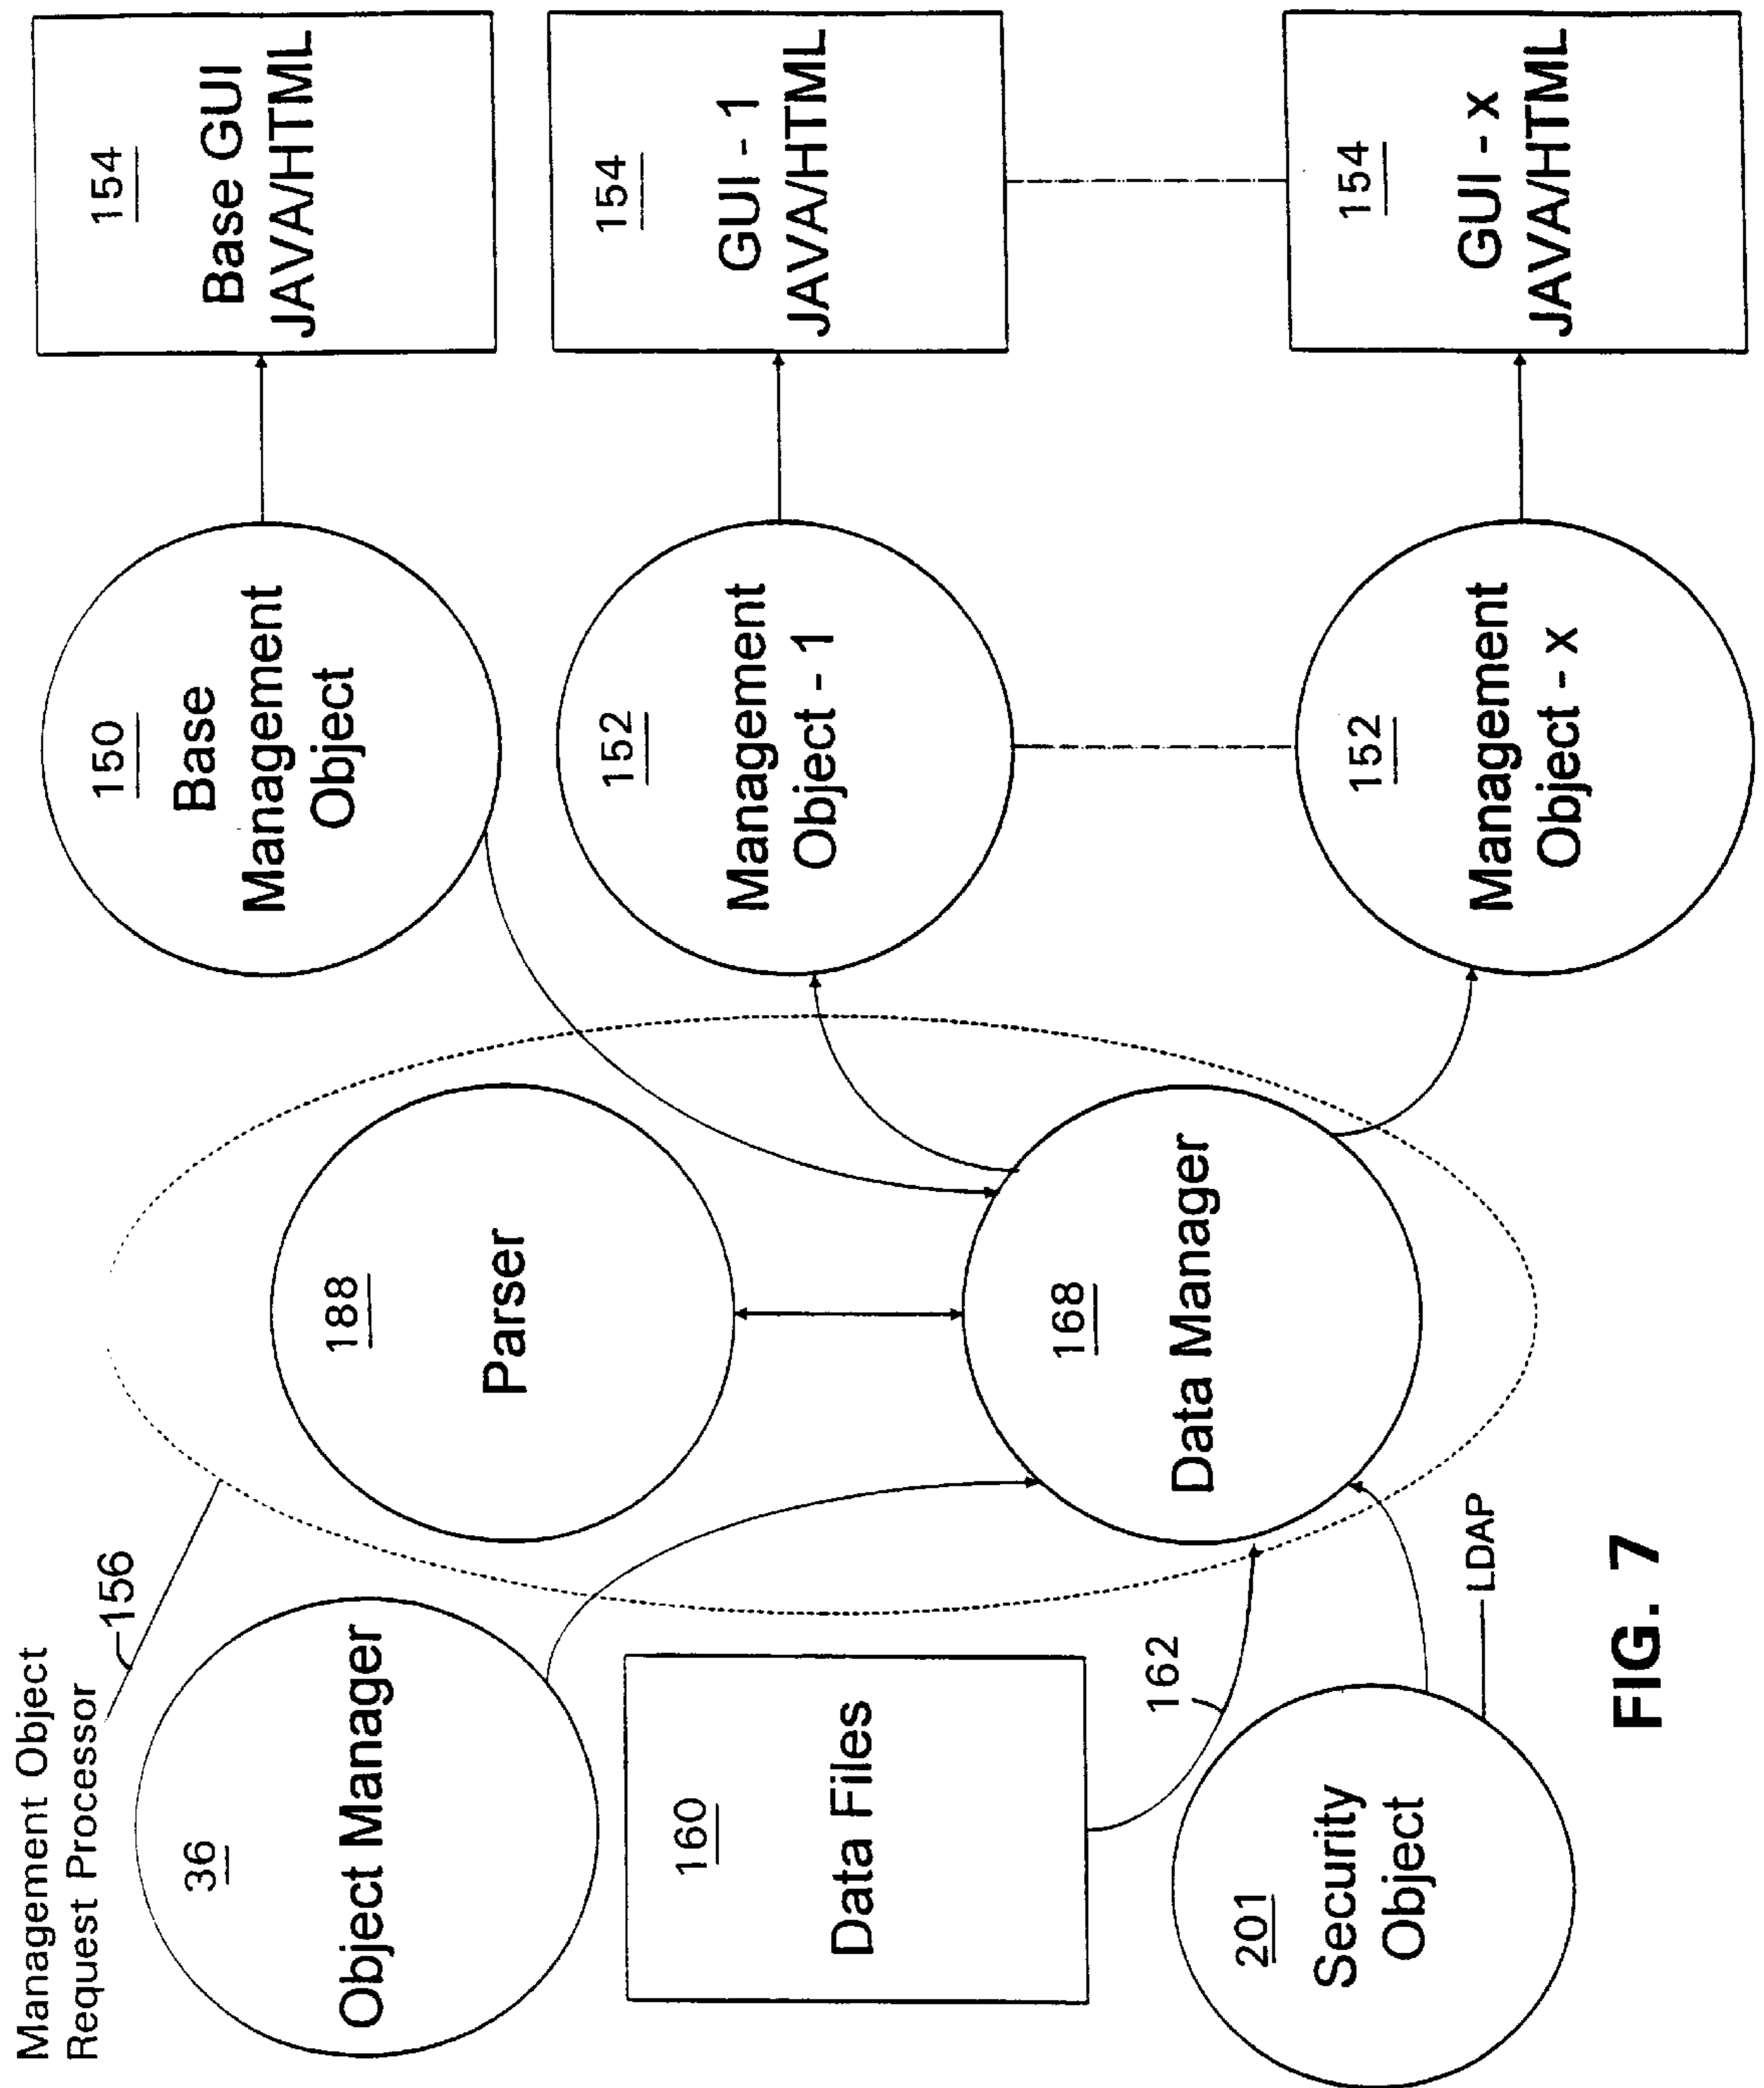 Management Object
Request Processor
156
36
Object Manager
160
Data Files
162
201
Security
Object
LDAP
188
Parser
168
Data Manager
150
Base
Management
Object
152
Management
Object - 1
152
Management
Object - x
154
Base GUI
JAVA/HTML
154
GUI - 1
JAVA/HTML
154
GUI - x
JAVA/HTML
FIG. 7